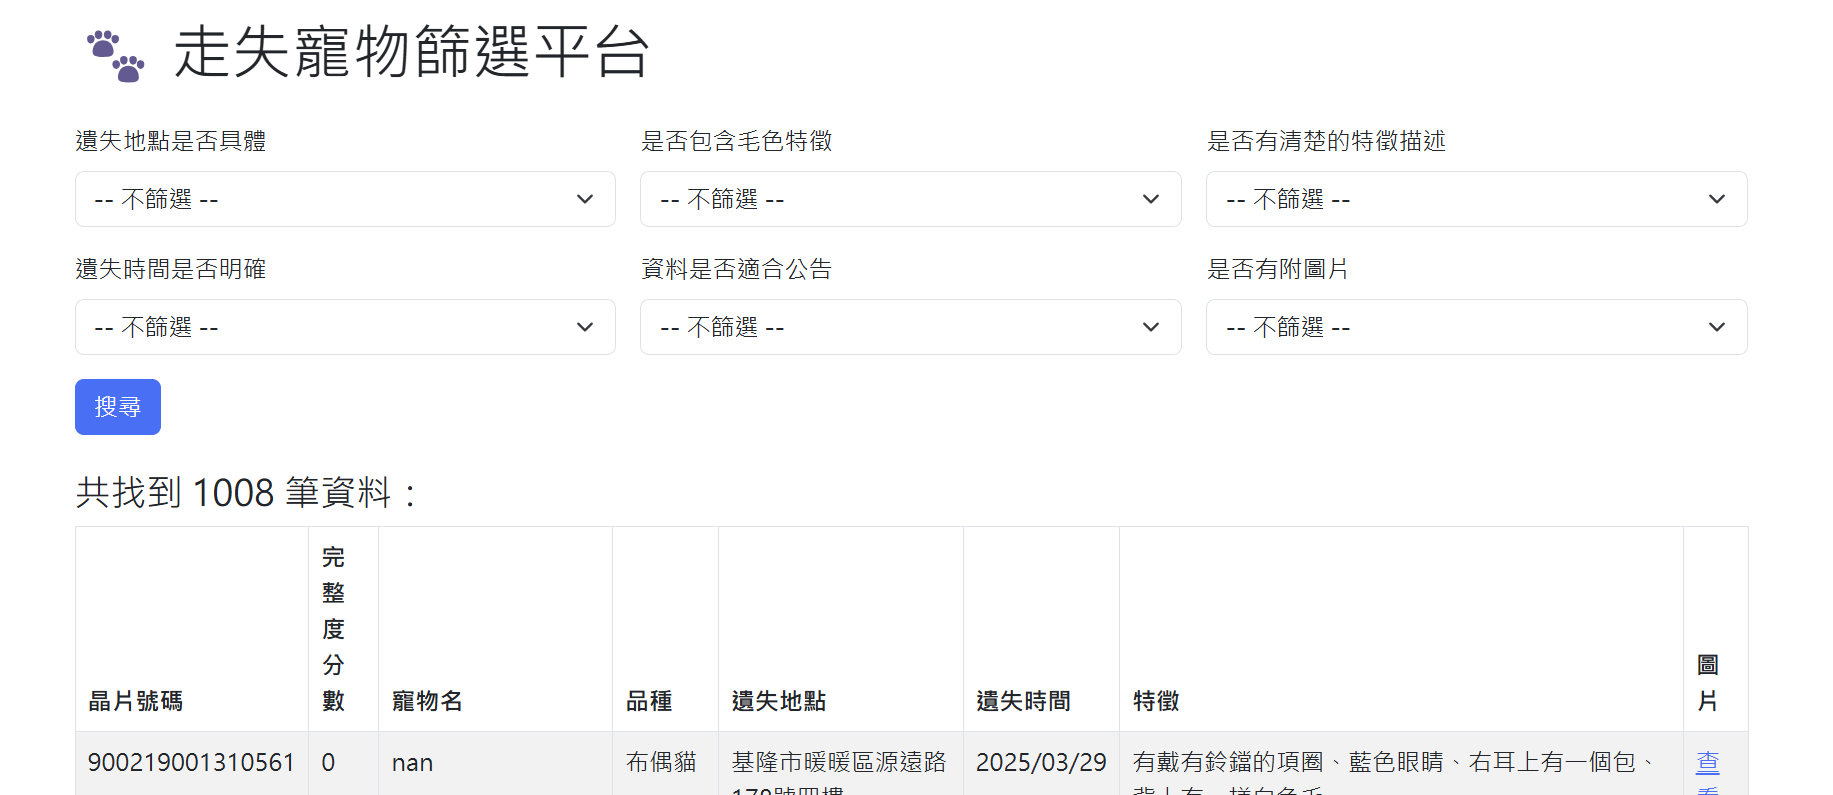 走失寵物篩選平台
遺失地點是否具體
是否包含毛色特徵
是否有清楚的特徵描述
-- 不篩選 --
-- 不篩選 --
-- 不篩選 --
遺失時間是否明確
資料是否適合公告
是否有附圖片
-- 不篩選 --
-- 不篩選 --
-- 不篩選 --
搜尋
共找到 1008 筆資料：
晶片號碼
完整度分數
寵物名
品種
遺失地點
遺失時間
特徵
圖片
900219001310561
0
nan
布偶貓
基隆市暖暖區源遠路
2025/03/29
有戴有鈴鐺的項圈、藍色眼睛、右耳上有一個包、
查